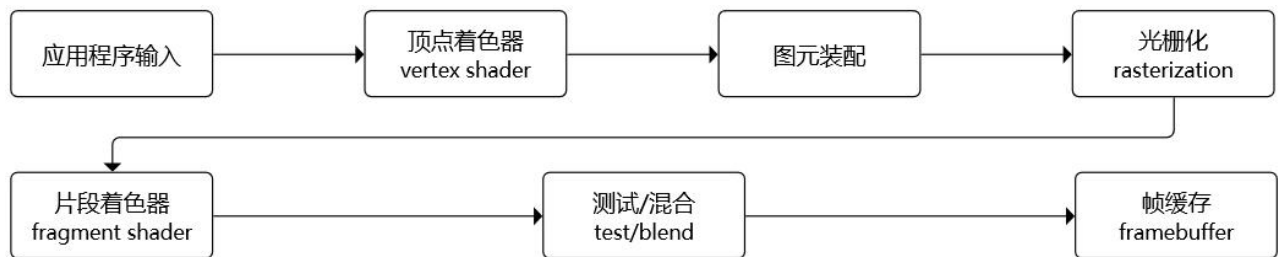 应用程序输入
顶点着色器
vertex shader
图元装配
光栅化
rasterization
片段着色器
fragment shader
测试/混合
test/blend
帧缓存
framebuffer